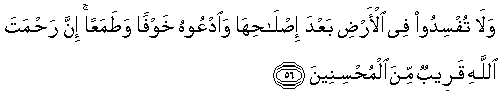 وَلَا تُفْسِدُوا۟ فِى ٱلْأَرْضِ بَعْدَ إِصْلَـٰحِهَا وَٱدْعُوهُ خَوْفًا وَطَمَعًا ۚ إِنَّ رَحْمَتَ
ٱللَّهِ قَرِيبٌ مِّنَ ٱلْمُحْسِنِينَ ﴿٥٦﴾